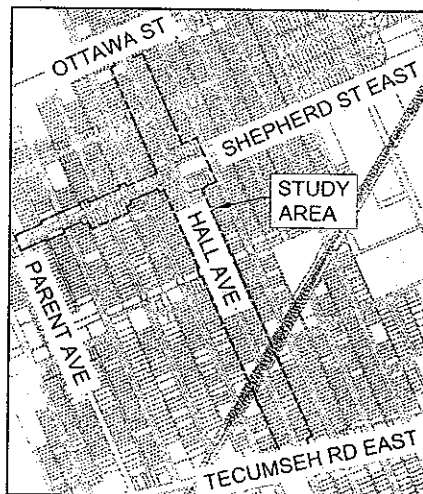 OTTAWA ST
SHEPHERD ST EAST
STUDY
AREA
HALL AVE
PARENT AVE
TECUMSEH RD EAST